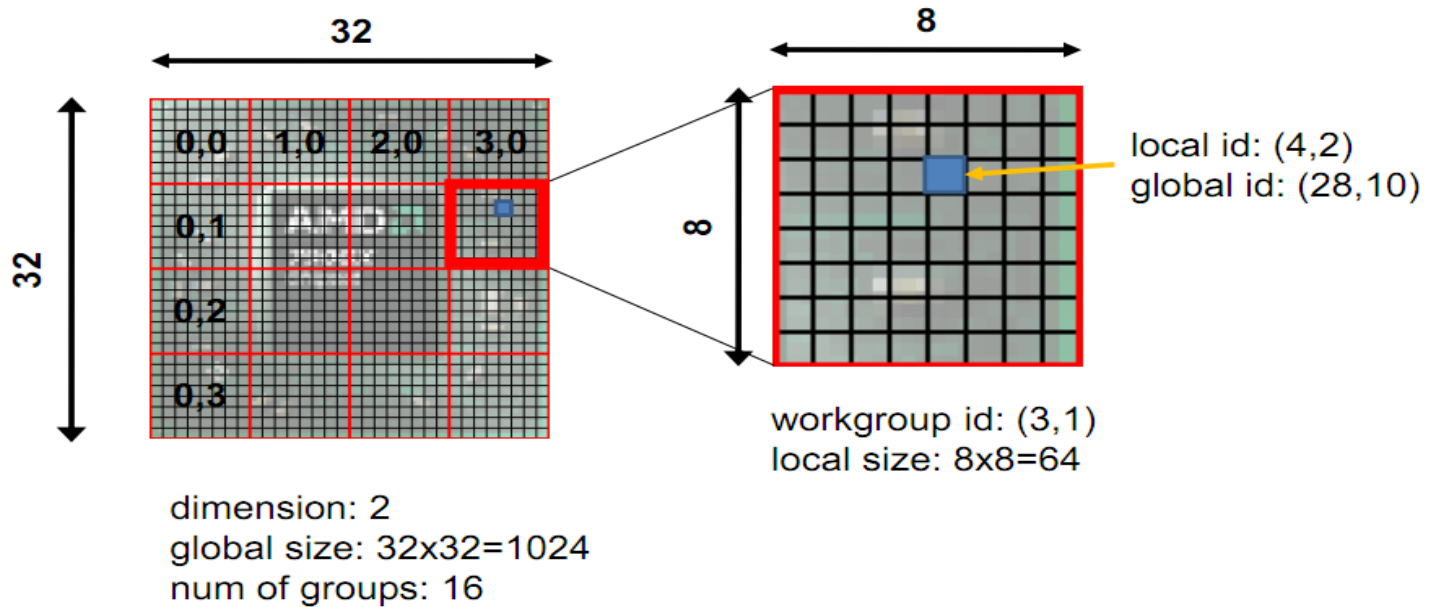 32
8
32
0,0 1,0 2,0 3,0
0,1
0,2
0,3
AMD
8
local id: (4,2)
global id: (28,10)
workgroup id: (3,1)
local size: 8x8=64
dimension: 2
global size: 32x32=1024
num of groups: 16